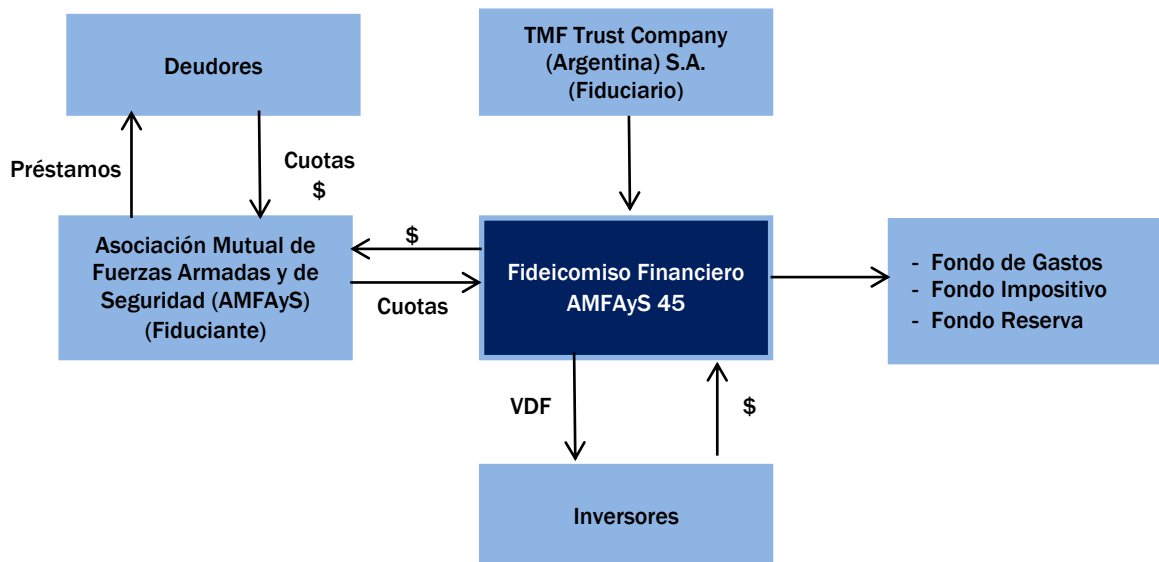 Deudores
TMF Trust Company
(Argentina) S.A.
(Fiduciario)
Préstamos
Cuotas
$
Asociación Mutual de
Fuerzas Armadas y de
Seguridad (AMFAyS)
(Fiduciante)
$
Cuotas
Fideicomiso Financiero
AMFAyS 45
- Fondo de Gastos
- Fondo Impositivo
- Fondo Reserva
VDF
$
Inversores